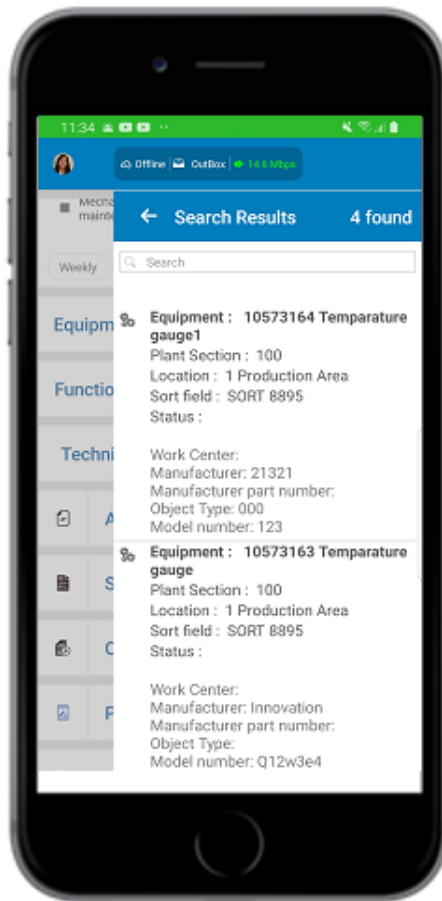 11:34
Offline | OutBox | 14.6 Mbps
Mecha
mainte
← Search Results 4 found
Weekly
Search
Equipm
Functio
Techni
A
S
C
P
Equipment : 10573164 Temparature
gauge1
Plant Section : 100
Location : 1 Production Area
Sort field : SORT 8895
Status :
Work Center:
Manufacturer: 21321
Manufacturer part number:
Object Type: 000
Model number: 123
Equipment : 10573163 Temparature
gauge
Plant Section : 100
Location : 1 Production Area
Sort field : SORT 8895
Status :
Work Center:
Manufacturer: Innovation
Manufacturer part number:
Object Type:
Model number: Q12w3e4